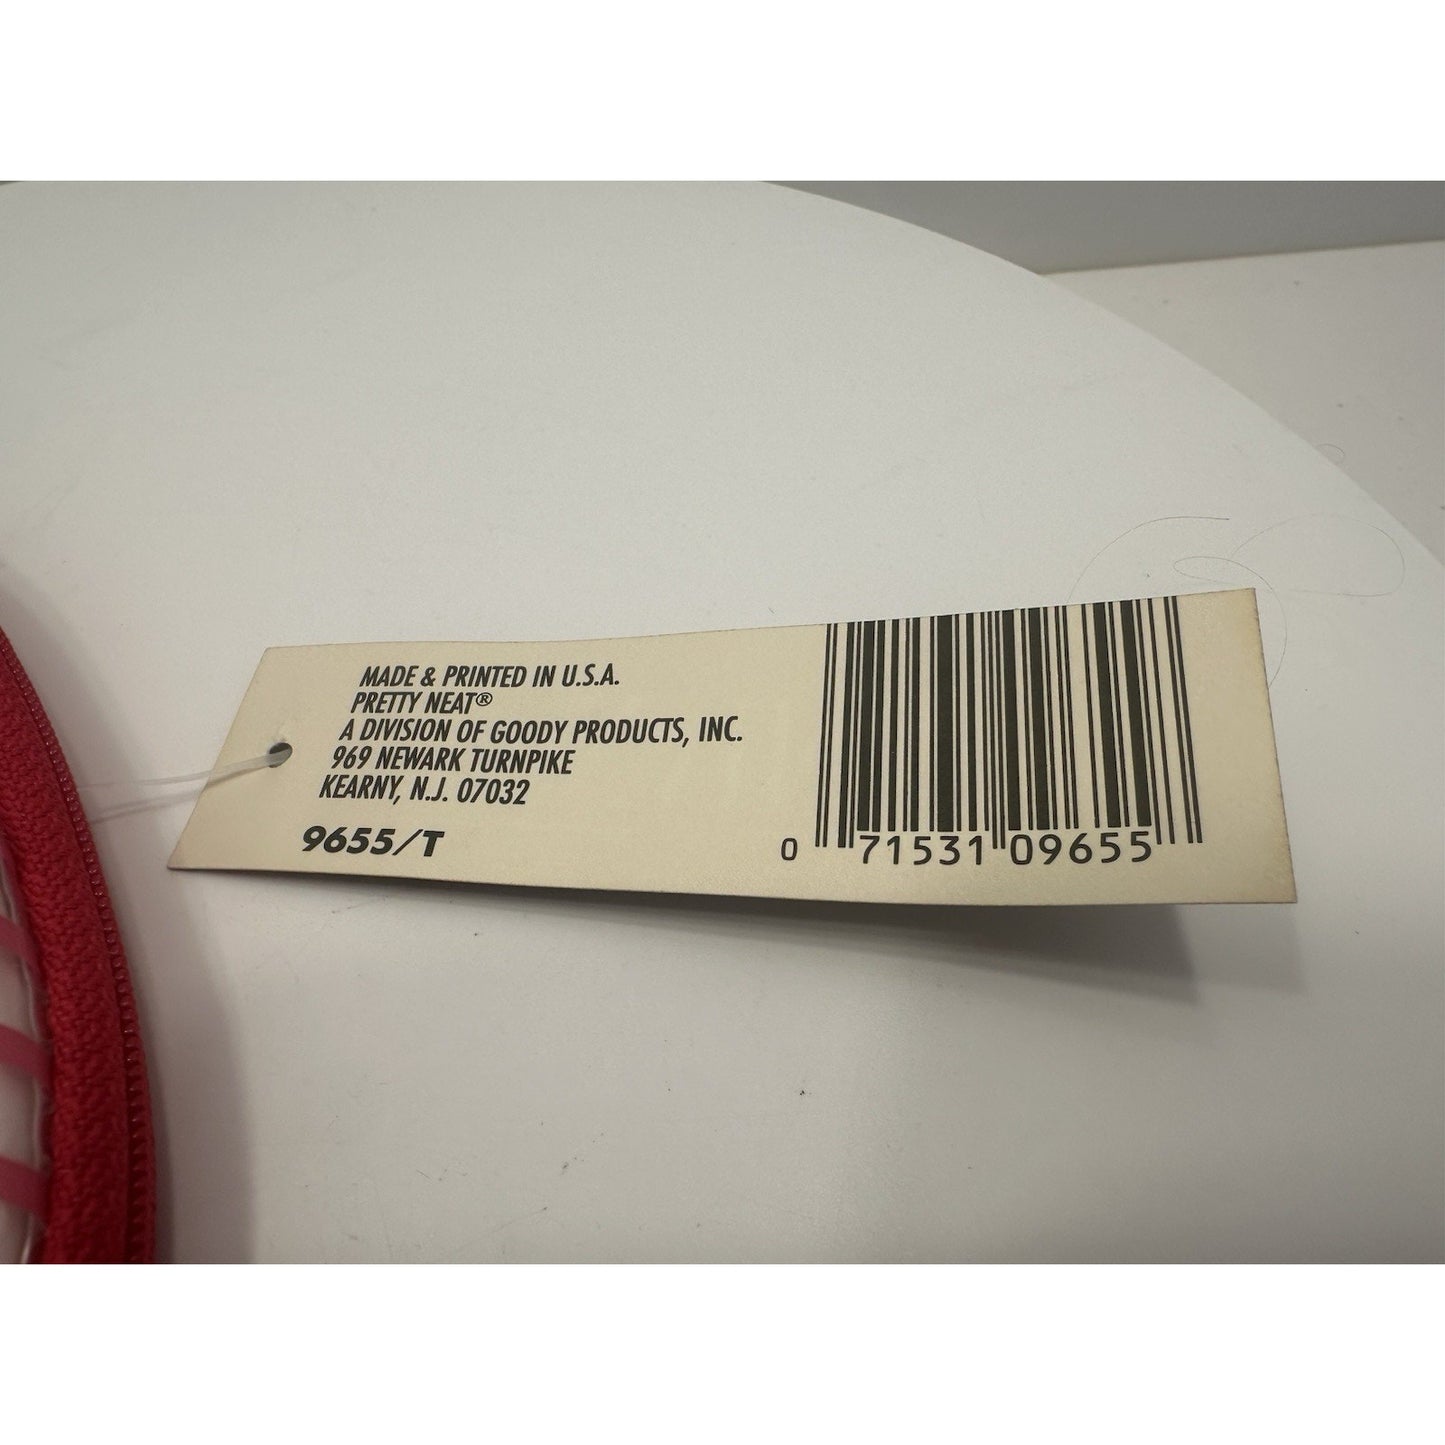 MADE & PRINTED IN U.S.A.
PRETTY NEAT®
A DIVISION OF GOODY PRODUCTS, INC.
969 NEWARK TURNPIKE
KEARNY, N.J. 07032
9655/T
0 71531 09655